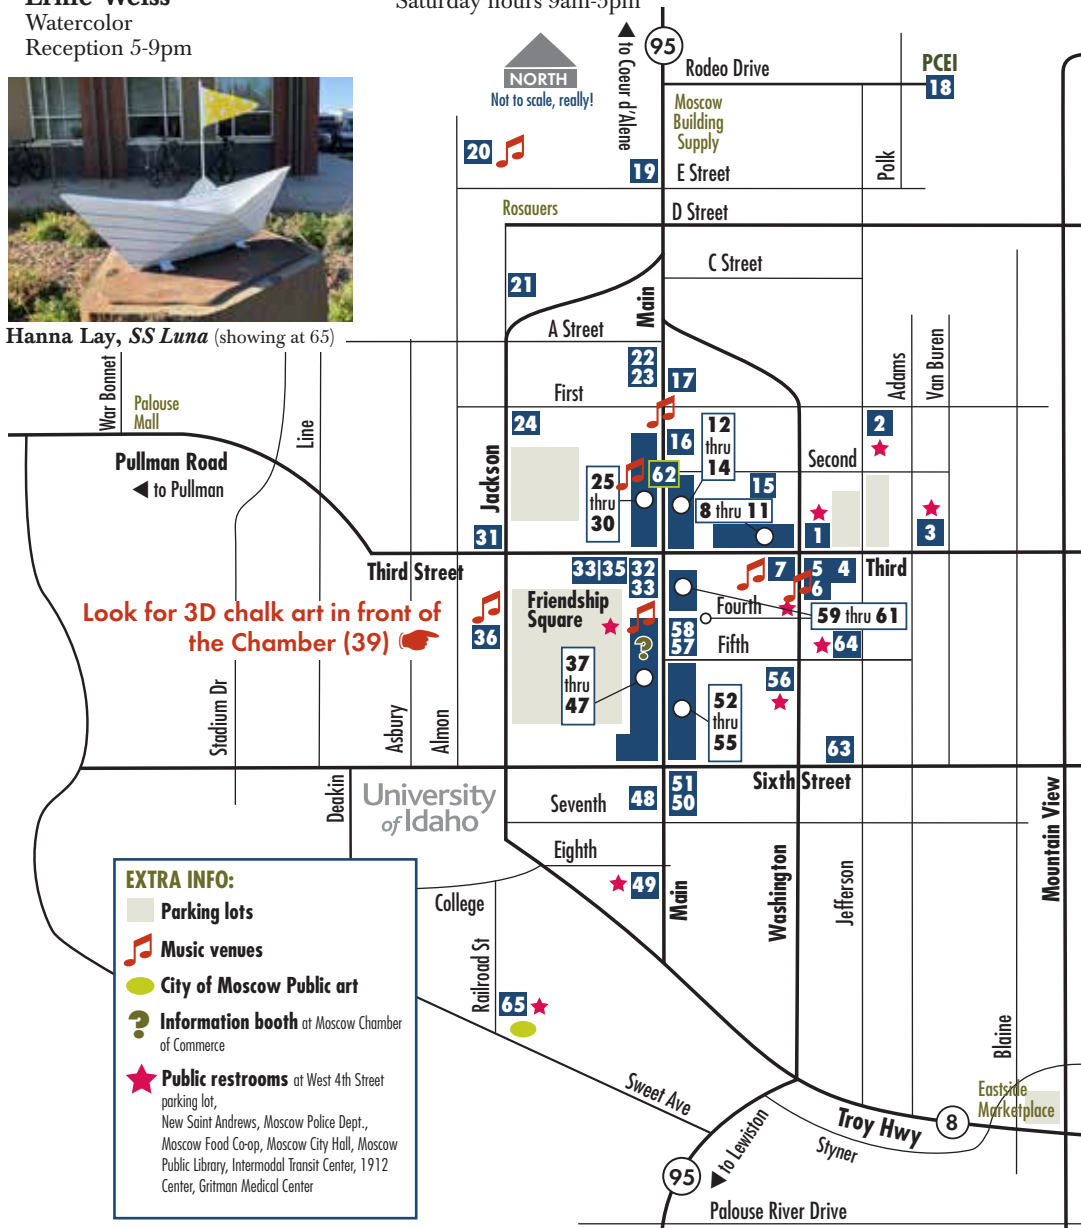 Ernie Weiss
Watercolor
Reception 5-9pm
Saturday hours 9am-5pm
Hanna Lay, SS Luna (showing at 65)
NORTH
Not to scale, really!
to Coeur d'Alene
95
Rodeo Drive
PCEI
18
Moscow
Building
Supply
Polk
20
19
E Street
Rosauers
D Street
C Street
21
Main
A Street
22
23
17
Adams
Van Buren
War Bonnet
Palouse
Mall
Line
First
24
16
12
thru
14
2
Second
Pullman Road
to Pullman
Jackson
25
thru
30
62
15
8 thru 11
31
1
3
Third Street
33|35
32
33
7
5
4
6
Third
Look for 3D chalk art in front of
the Chamber (39)
36
Friendship
Square
?
Fourth
59 thru 61
58
57
Fifth
64
37
thru
47
56
52
thru
55
63
Stadium Dr
Asbury
Almon
Sixth Street
Deakin
University
of Idaho
Seventh
48
51
50
Mountain View
Eighth
49
Main
Washington
Jefferson
College
Railroad St
65
Blaine
EXTRA INFO:
Parking lots
Music venues
City of Moscow Public art
? Information booth at Moscow Chamber
of Commerce
Public restrooms at West 4th Street
parking lot,
New Saint Andrews, Moscow Police Dept.,
Moscow Food Co-op, Moscow City Hall, Moscow
Public Library, Intermodal Transit Center, 1912
Center, Gritman Medical Center
Sweet Ave
to Lewiston
Troy Hwy
8
Styner
Eastside
Marketplace
95
Palouse River Drive